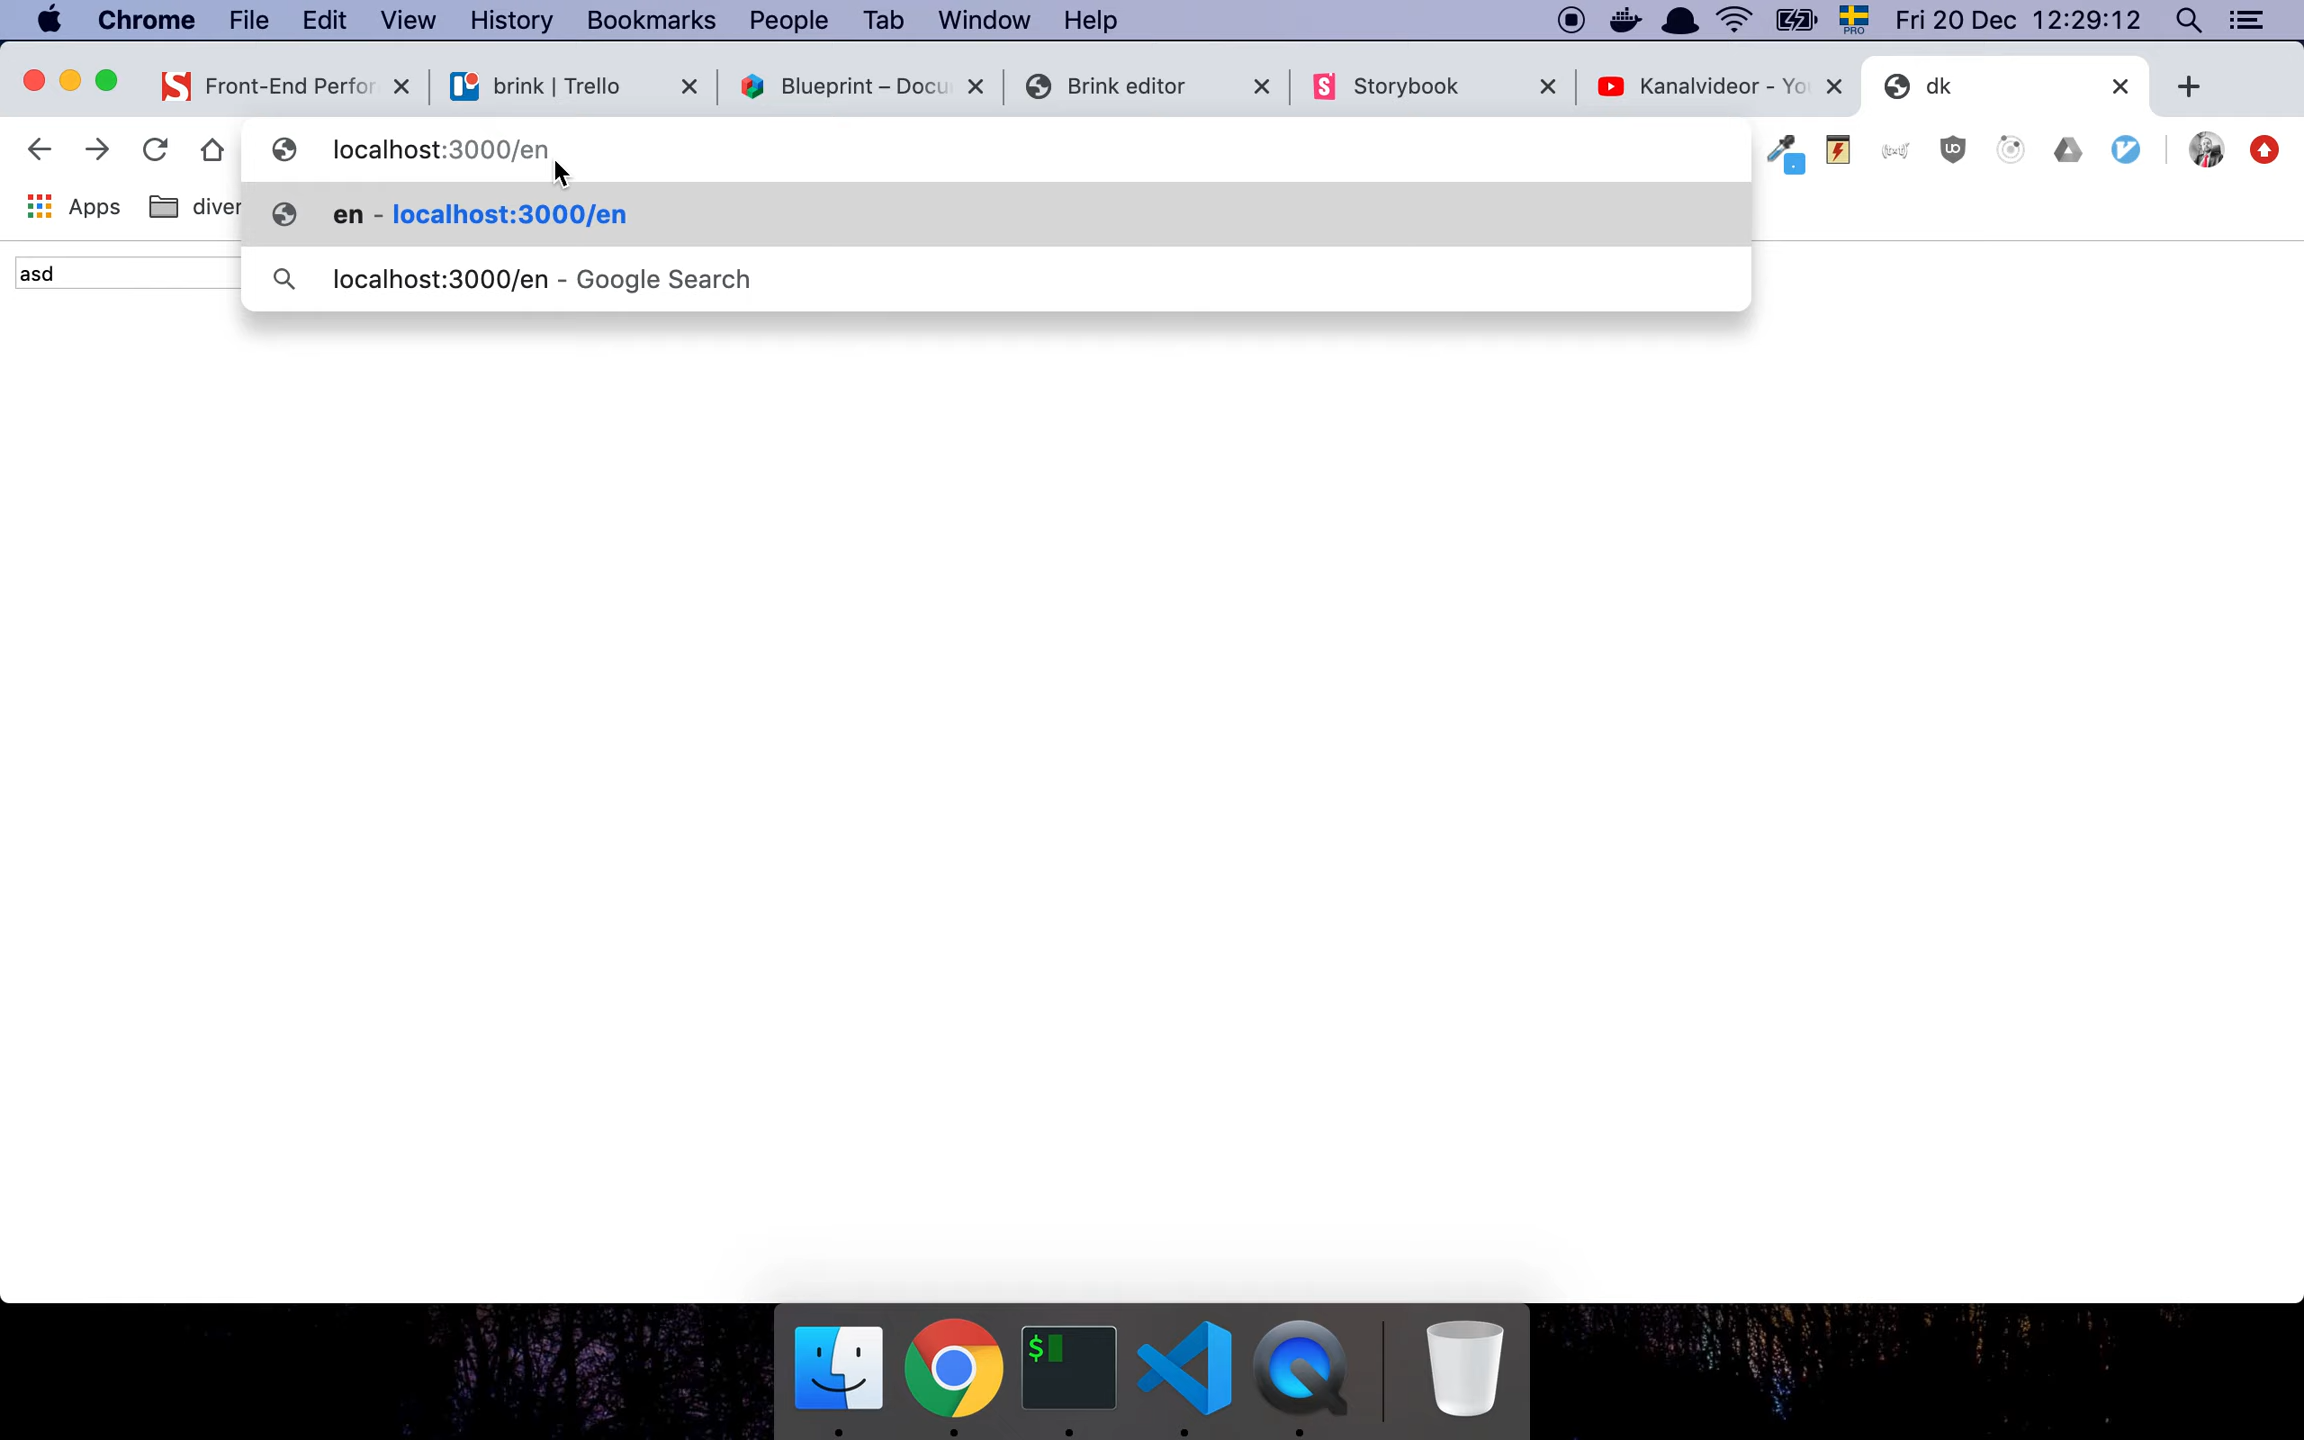 Chrome File Edit View History Bookmarks People Tab Window Help PRO Fri 20 Dec 12:29:12
Front-End Perfor brink | Trello Blueprint – Docu Brink editor Storybook Kanalvideor - Yo dk
localhost:3000/en
Apps diver
en - localhost:3000/en
asd
localhost:3000/en - Google Search
$